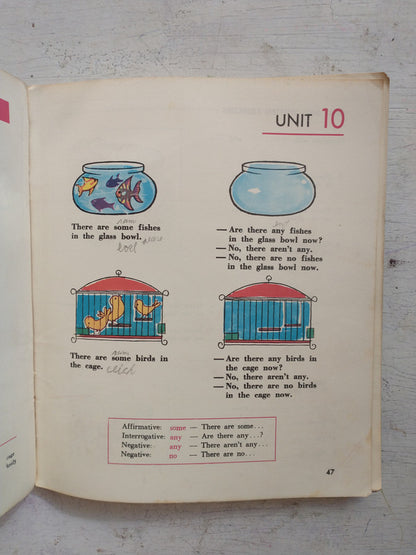 UNIT 10
There are some fishes
in the glass bowl.
— Are there any fishes
in the glass bowl now?
— No, there aren't any.
— No, there are no fishes
in the glass bowl now.
There are some birds in
the cage.
— Are there any birds in
the cage now?
— No, there aren't any.
— No, there are no birds
in the cage now.
Affirmative: some — There are some...
Interrogative: any — Are there any...?
Negative: any — There aren't any...
Negative: no — There are no...
47